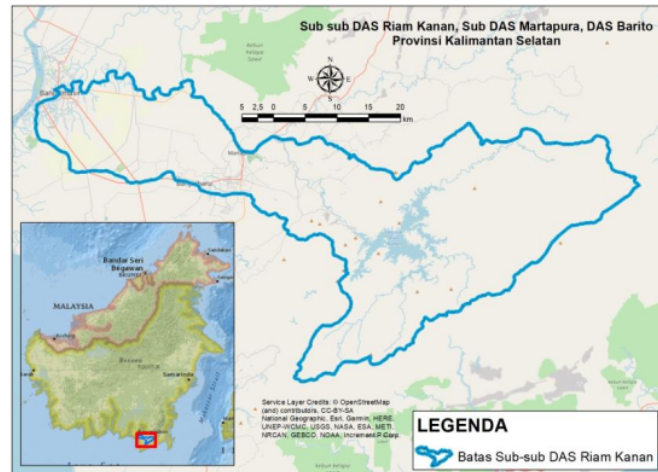 Sub sub DAS Riam Kanan, Sub DAS Martapura, DAS Barito
Provinsi Kalimantan Selatan
N
W E
S
5 2,5 0 5 10 15 20
km
Bandar Seri
Begawan
BRUNEI
MALAYSIA
Borneo
Samarinda
Service Layer Credits: © OpenStreetMap
(and) contributors, CC-BY-SA
National Geographic, Esri, Garmin, HERE,
UNEP-WCMC, USGS, NASA, ESA, METI,
NRCAN, GEBCO, NOAA, increment P Corp.
LEGENDA
Batas Sub-sub DAS Riam Kanan